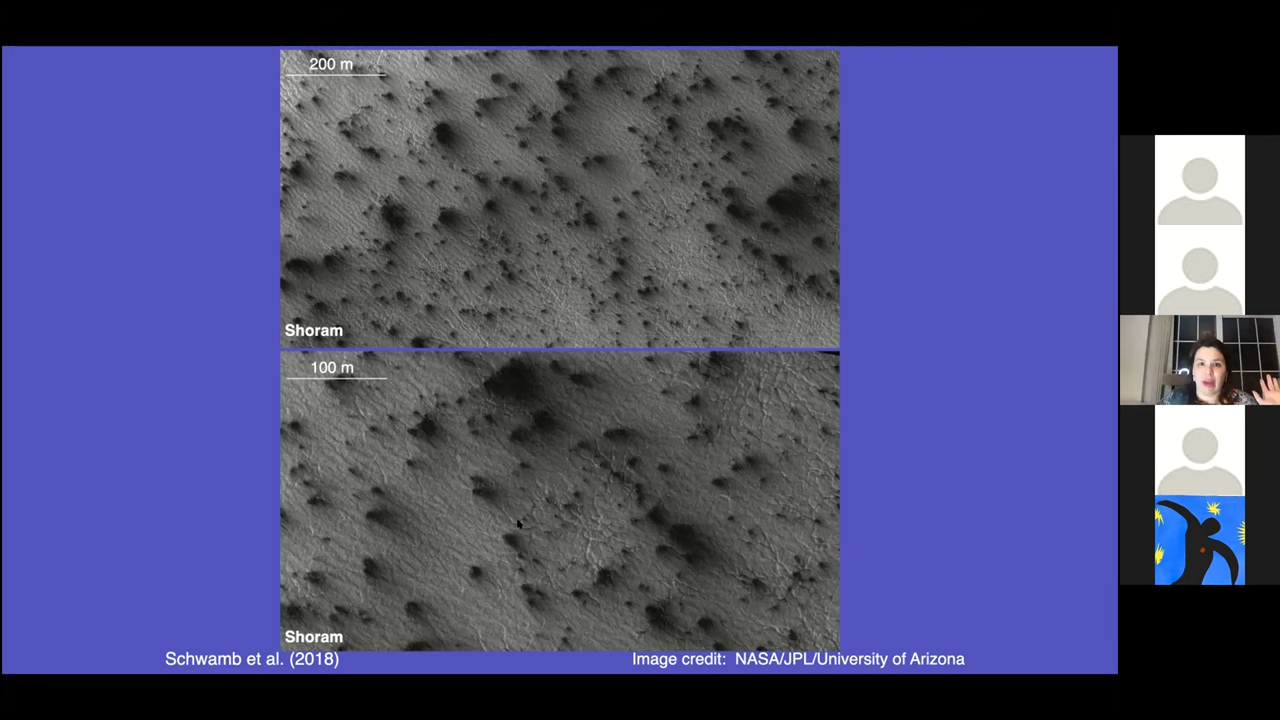 200 m
Shoram
100 m
Shoram
Schwamb et al. (2018)
Image credit: NASA/JPL/University of Arizona